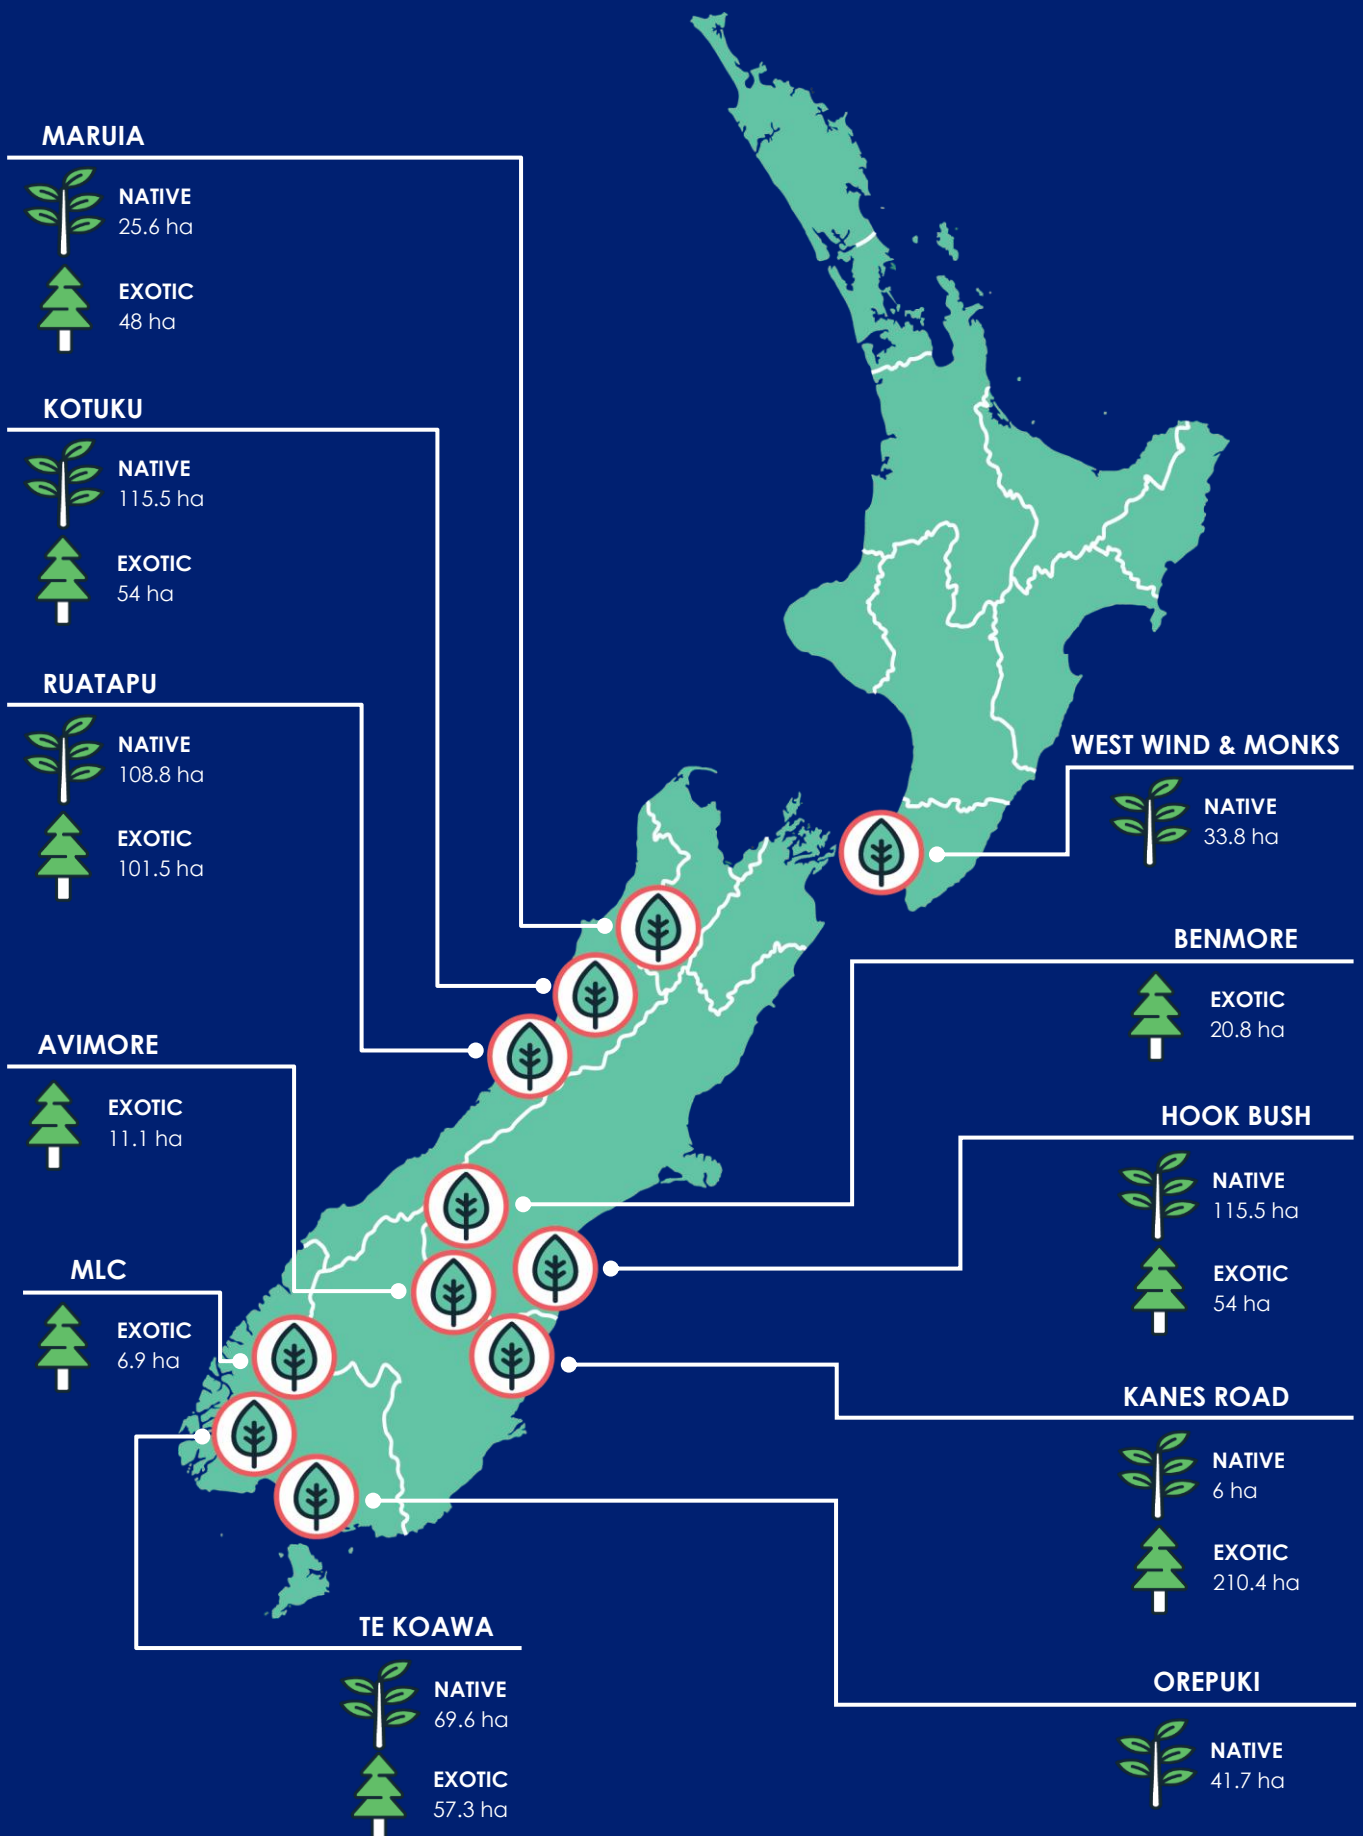 MARUIA
NATIVE
25.6 ha
EXOTIC
48 ha
KOTUKU
NATIVE
115.5 ha
EXOTIC
54 ha
RUATAPU
NATIVE
108.8 ha
EXOTIC
101.5 ha
AVIMORE
EXOTIC
11.1 ha
MLC
EXOTIC
6.9 ha
TE KOAWA
NATIVE
69.6 ha
EXOTIC
57.3 ha
WEST WIND & MONKS
NATIVE
33.8 ha
BENMORE
EXOTIC
20.8 ha
HOOK BUSH
NATIVE
115.5 ha
EXOTIC
54 ha
KANES ROAD
NATIVE
6 ha
EXOTIC
210.4 ha
OREPUKI
NATIVE
41.7 ha